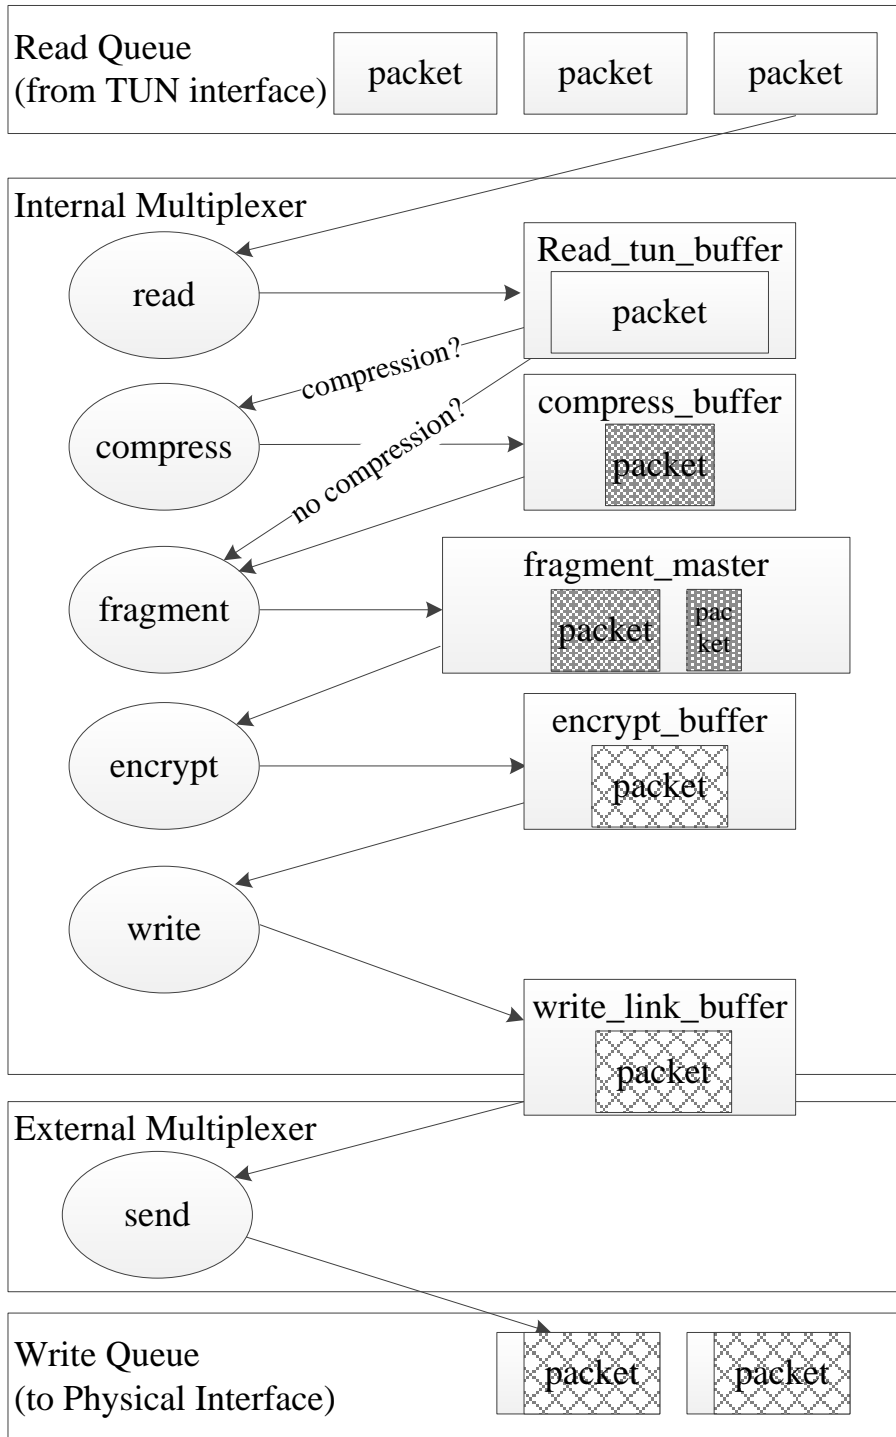 Read Queue
(from TUN interface)
packet
packet
packet
Internal Multiplexer
read
Read_tun_buffer
packet
compression?
compress
no compression?
compress_buffer
packet
fragment
fragment_master
packet
pac
ket
encrypt
encrypt_buffer
packet
write
write_link_buffer
packet
External Multiplexer
send
Write Queue
(to Physical Interface)
packet
packet